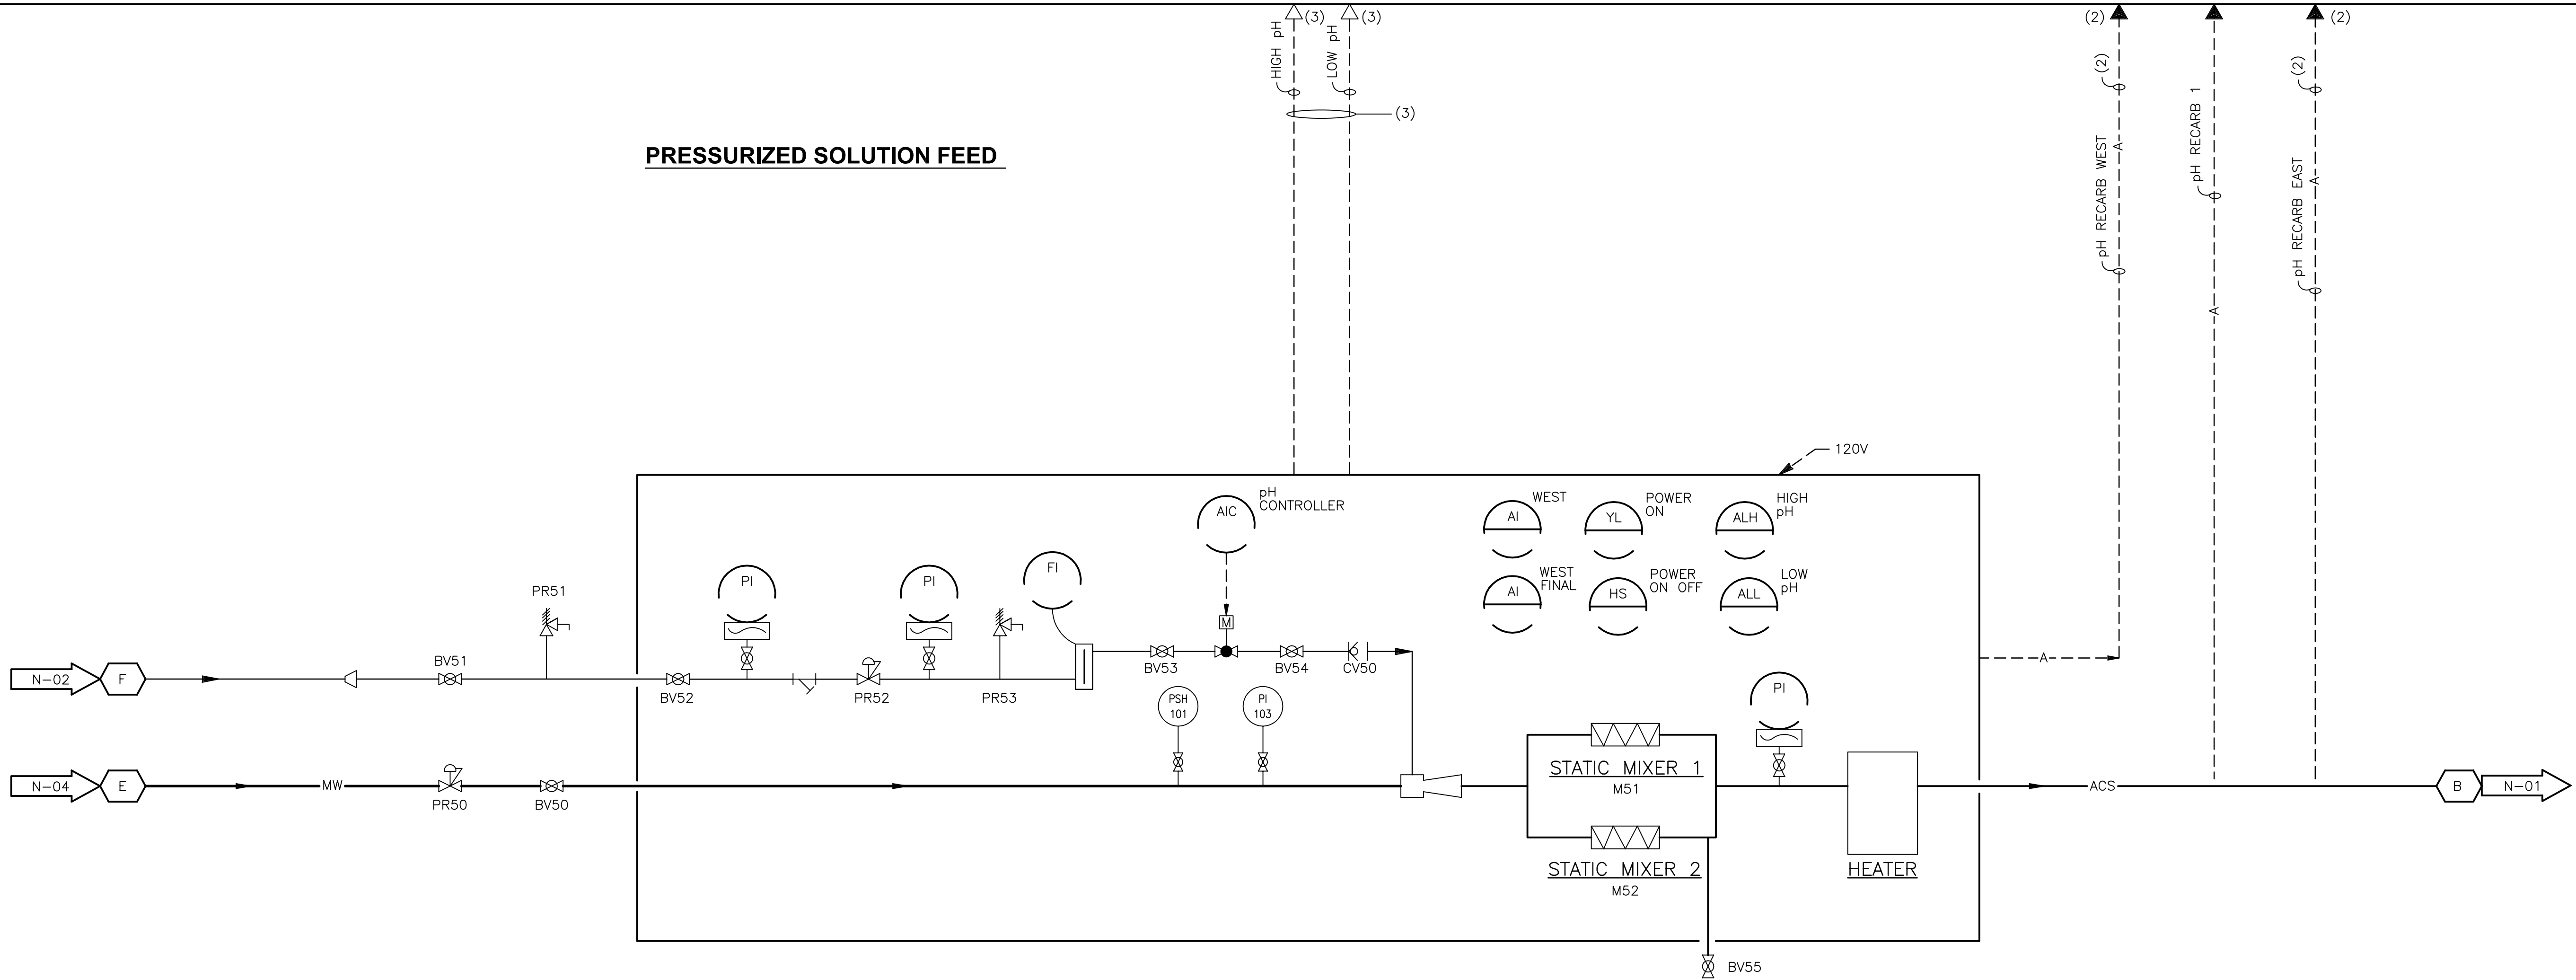 HIGH pH
(3)
LOW pH
(3)
(3)
(2)
(2)
pH RECARB WEST
A
pH RECARB 1
A
(2)
(2)
pH RECARB EAST
A
PRESSURIZED SOLUTION FEED
120V
AIC
pH
CONTROLLER
AI
WEST
YL
POWER
ON
ALH
HIGH
pH
AI
WEST
FINAL
HS
POWER
ON OFF
ALL
LOW
pH
PI
PI
FI
PR51
M
N-02
F
BV51
BV52
PR52
PR53
BV53
BV54
CV50
A
PSH
101
PI
103
PI
N-04
E
MW
PR50
BV50
STATIC MIXER 1
M51
STATIC MIXER 2
M52
HEATER
ACS
B
N-01
BV55